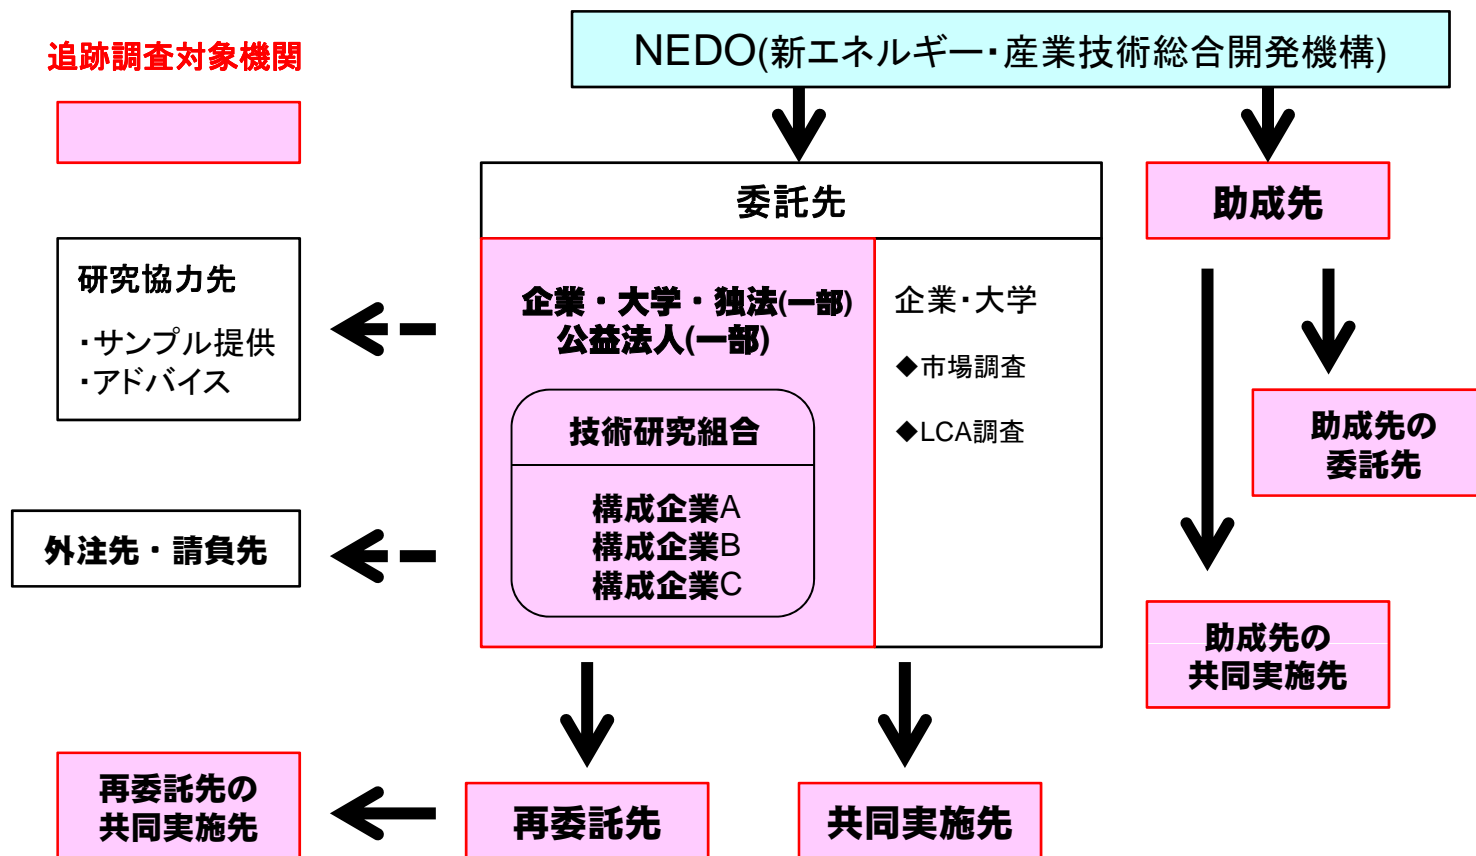 追跡調査対象機関
NEDO(新エネルギー・産業技術総合開発機構)
委託先
助成先
研究協力先
・サンプル提供
・アドバイス
企業・大学・独法(一部)
公益法人(一部)
企業・大学
◆市場調査
◆LCA調査
技術研究組合
構成企業A
構成企業B
構成企業C
助成先の
委託先
外注先・請負先
助成先の
共同実施先
再委託先の
共同実施先
再委託先
共同実施先